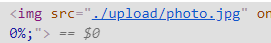 <img src="./upload/photo.jpg" on
0%;"> == $0